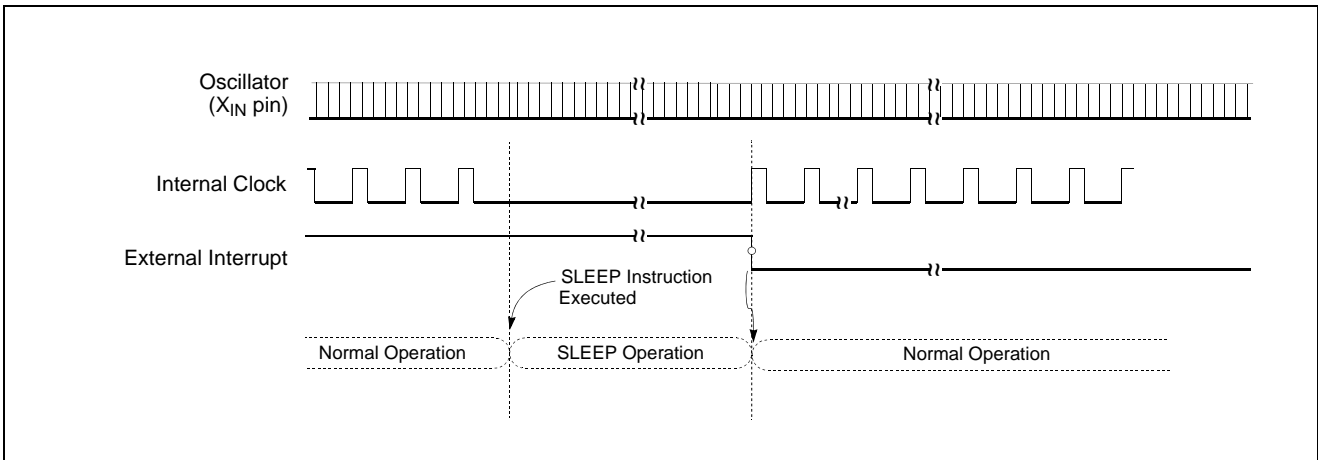 Oscillator
(XIN pin)
Internal Clock
External Interrupt
SLEEP Instruction
Executed
Normal Operation
SLEEP Operation
Normal Operation